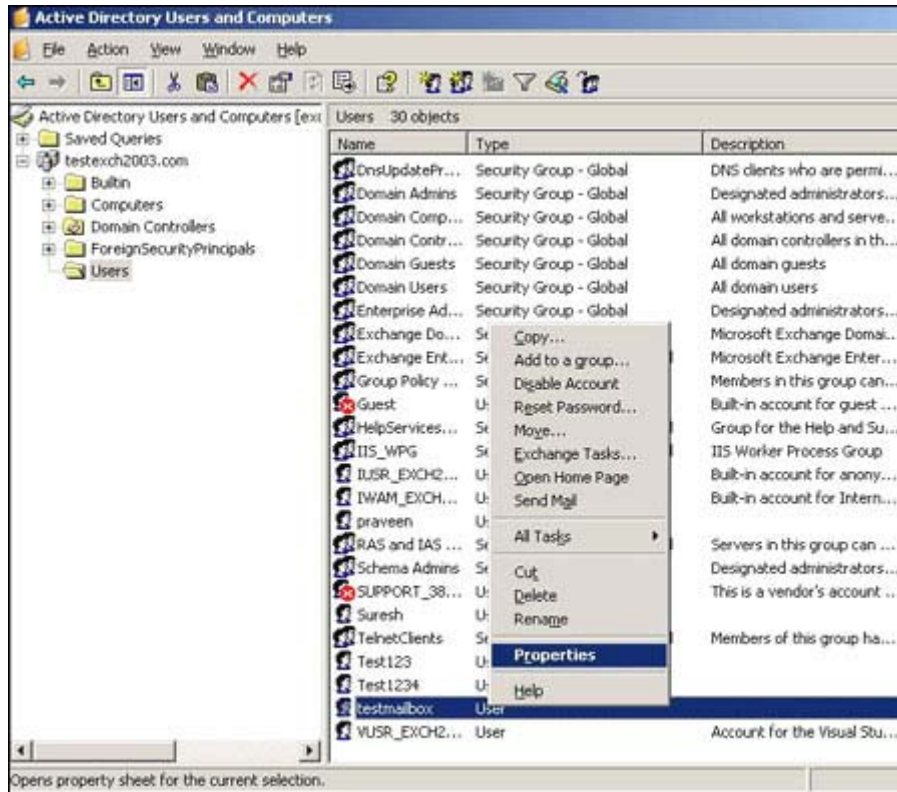 Active Directory Users and Computers
File Action View Window Help
Active Directory Users and Computers [ext
Saved Queries
testexch2003.com
Builtin
Computers
Domain Controllers
ForeignSecurityPrincipals
Users
Users 30 objects
Name Type Description
DnsUpdatePr... Security Group - Global DNS clients who are permi...
Domain Admins Security Group - Global Designated administrators...
Domain Comp... Security Group - Global All workstations and serve...
Domain Contr... Security Group - Global All domain controllers in th...
Domain Guests Security Group - Global All domain guests
Domain Users Security Group - Global All domain users
Enterprise Ad... Security Group - Global Designated administrators...
Exchange Do... Se Microsoft Exchange Domai...
Exchange Ent... Se Microsoft Exchange Enter...
Group Policy ... Se Members in this group can...
Guest U: Built-in account for guest ...
HelpServices... Se Group for the Help and Su...
IIS_WPG Se IIS Worker Process Group
IUSR_EXCH2... U: Built-in account for anony...
IWAM_EXCH... U: Built-in account for Intern...
praveen U:
RAS and IAS ... Se Servers in this group can ...
Schema Admins Se Designated administrators...
SUPPORT_38... U: This is a vendor's account ...
Suresh U:
TelnetClients Se Members of this group ha...
Test123 U:
Test1234 U:
testmailbox User
VUSR_EXCH2... User Account for the Visual Stu...
Copy...
Add to a group...
Disable Account
Reset Password...
Move...
Exchange Tasks...
Open Home Page
Send Mail
All Tasks
Cut
Delete
Rename
Properties
Help
Opens property sheet for the current selection.